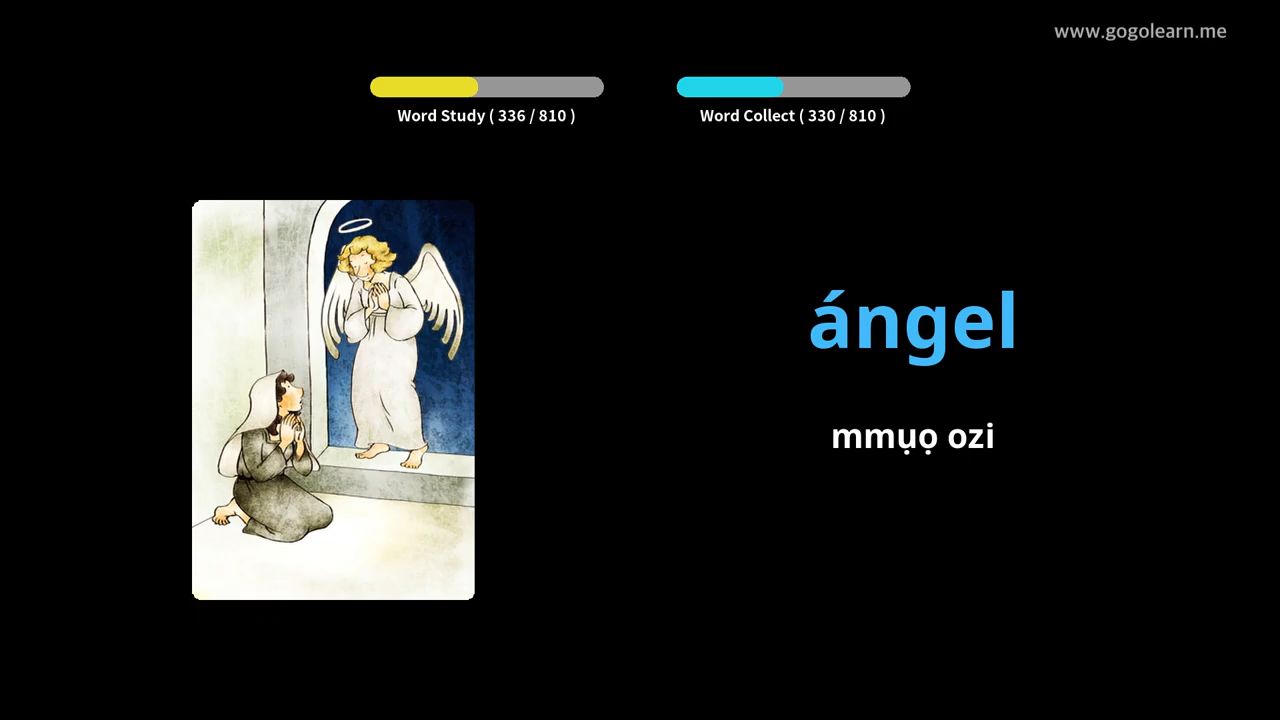 www.gogolearn.me
Word Study ( 336 / 810 )
Word Collect ( 330 / 810 )
ángel
mmụọ ozi